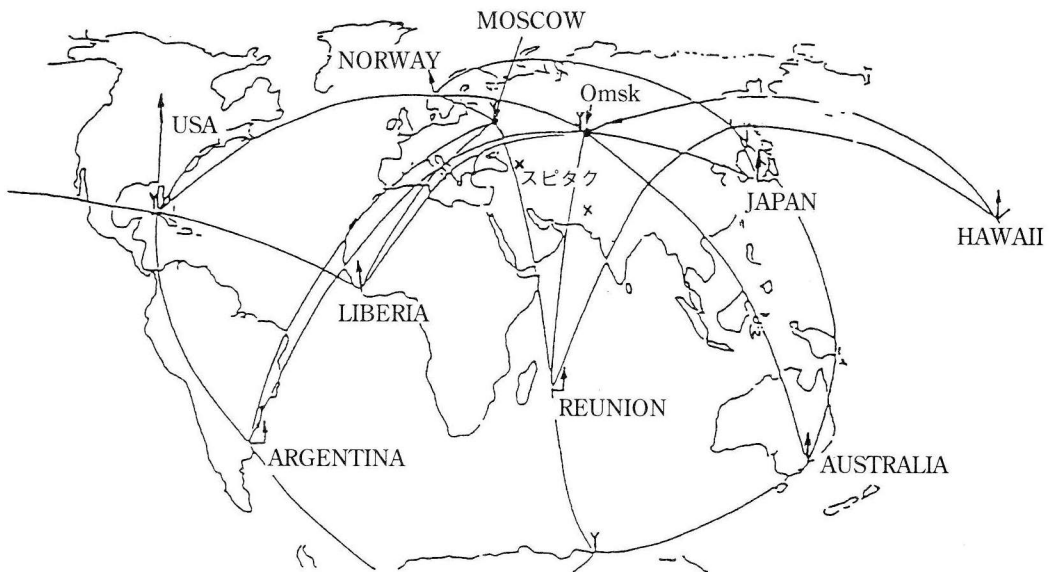 MOSCOW
NORWAY
Omsk
USA
スピタク
JAPAN
HAWAII
LIBERIA
REUNION
ARGENTINA
AUSTRALIA